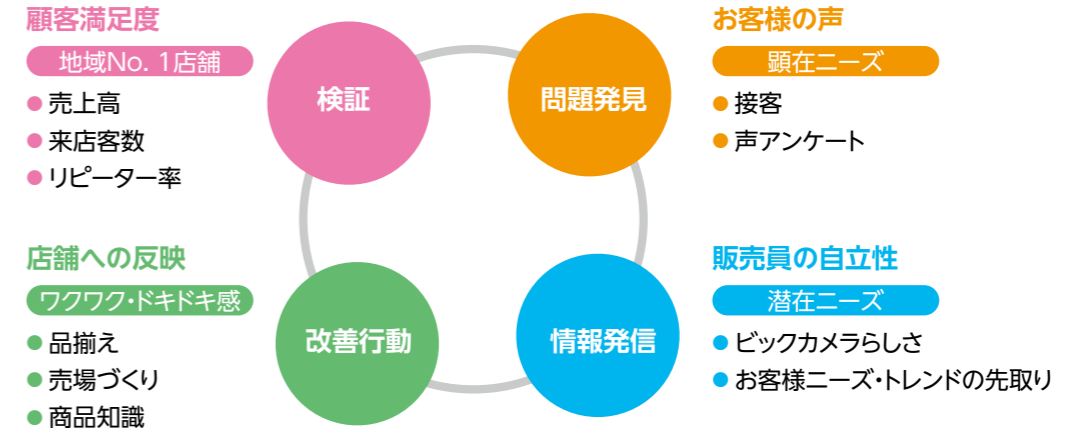 顧客満足度
地域No. 1店舗
● 売上高
● 来店客数
● リピーター率
検証
問題発見
お客様の声
顕在ニーズ
● 接客
● 声アンケート
店舗への反映
ワクワク・ドキドキ感
● 品揃え
● 売場づくり
● 商品知識
改善行動
情報発信
販売員の自立性
潜在ニーズ
● ビックカメラらしさ
● お客様ニーズ・トレンドの先取り